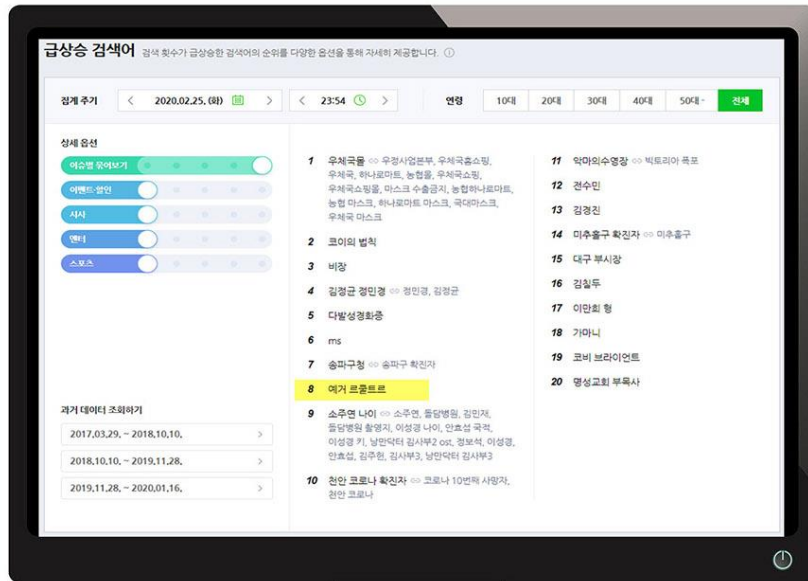 급상승 검색어 검색 횟수가 급상승한 검색어의 순위를 다양한 옵션을 통해 자세히 제공합니다.
집계 주기 < 2020.02.25. (화) > < 23:54 > 연령 10대 20대 30대 40대 50대~ 전체
상세 옵션
이슈별 묶어보기
이벤트·할인
시사
엔터
스포츠
과거 데이터 조회하기
2017.03.29. ~ 2018.10.10. >
2018.10.10. ~ 2019.11.28. >
2019.11.28. ~ 2020.01.16. >
1 우체국몰 우정사업본부, 우체국홈쇼핑,
우체국, 하나로마트, 농협몰, 우체국쇼핑,
우체국쇼핑몰, 마스크 수출금지, 농협하나로마트,
농협 마스크, 하나로마트 마스크, 국대마스크,
우체국 마스크
2 코이의 법칙
3 비장
4 김정균 정민경 정민경, 김정균
5 다발성경화증
6 ms
7 송파구청 송파구 확진자
8 예거 르쿨트르
9 소주연 나이 소주연, 돌담병원, 김민재,
돌담병원 촬영지, 이성경 나이, 안효섭 국적,
이성경 키, 낭만닥터 김사부2 ost, 정보석, 이성경,
안효섭, 김주헌, 김사부3, 낭만닥터 김사부3
10 천안 코로나 확진자 코로나 10번째 사망자,
천안 코로나
11 악마의수영장 빅토리아 폭포
12 전수민
13 김경진
14 미추홀구 확진자 미추홀구
15 대구 부시장
16 김칠두
17 이만희 형
18 가마니
19 코비 브라이언트
20 명성교회 부목사